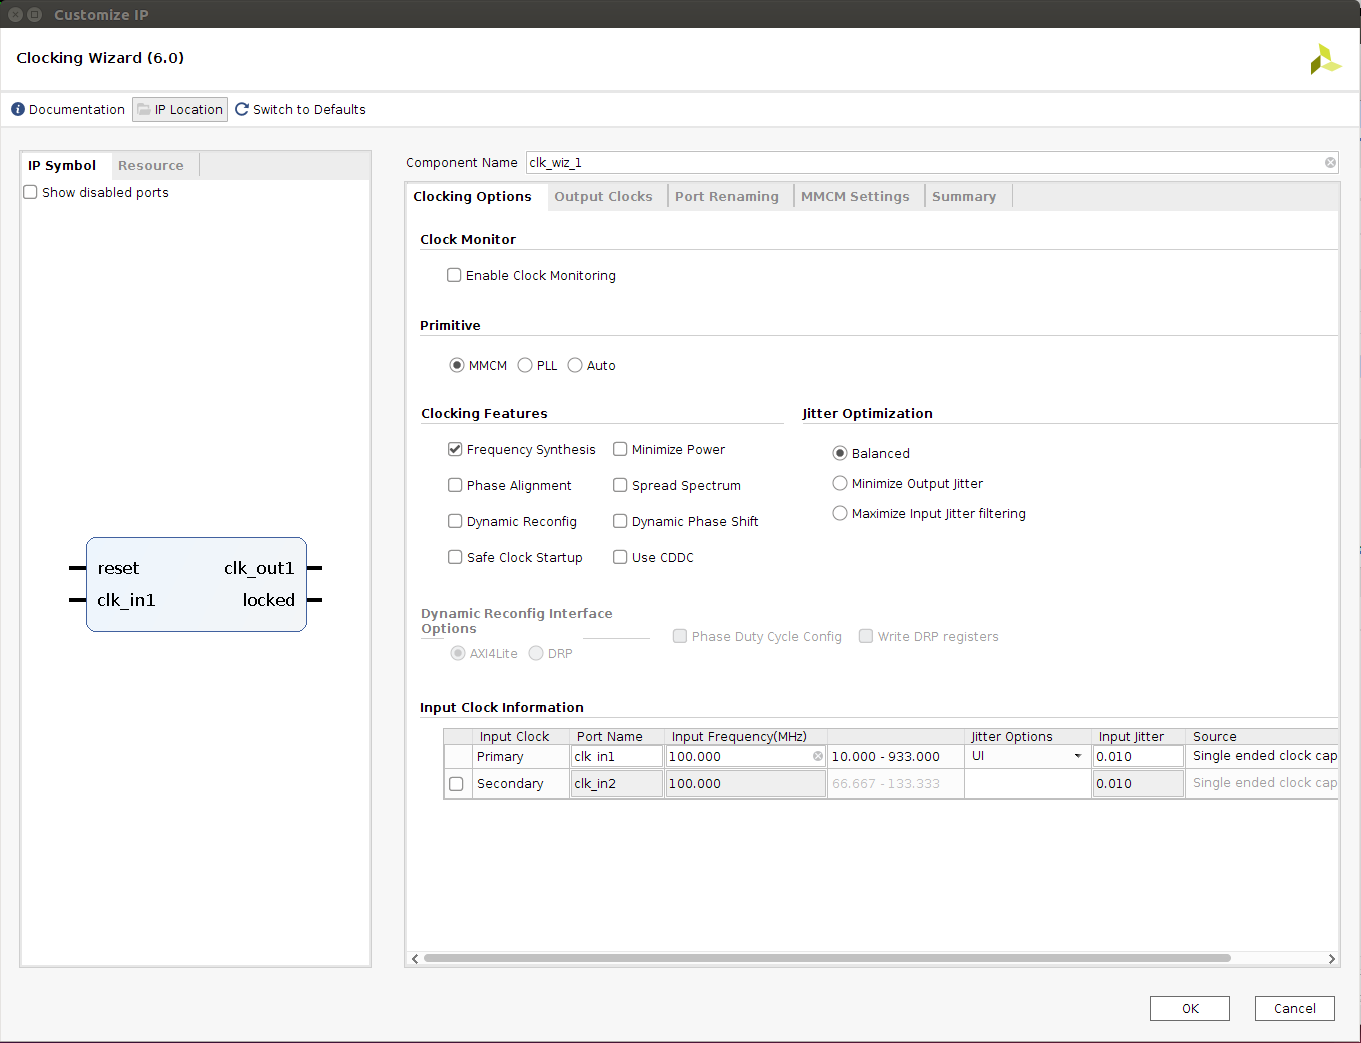 Customize IP
Clocking Wizard (6.0)
Documentation IP Location Switch to Defaults
IP Symbol Resource
Show disabled ports
reset clk_out1
clk_in1 locked
Component Name clk_wiz_1
Clocking Options Output Clocks Port Renaming MMCM Settings Summary
Clock Monitor
Enable Clock Monitoring
Primitive
MMCM PLL Auto
Clocking Features
Frequency Synthesis Minimize Power
Phase Alignment Spread Spectrum
Dynamic Reconfig Dynamic Phase Shift
Safe Clock Startup Use CDDC
Jitter Optimization
Balanced
Minimize Output Jitter
Maximize Input Jitter filtering
Dynamic Reconfig Interface
Options
AXI4Lite DRP
Phase Duty Cycle Config Write DRP registers
Input Clock Information
Input Clock Port Name Input Frequency(MHz) Jitter Options Input Jitter Source
Primary clk_in1 100.000 10.000 - 933.000 UI 0.010 Single ended clock cap
Secondary clk_in2 100.000 66.667 - 133.333 0.010 Single ended clock cap
OK Cancel